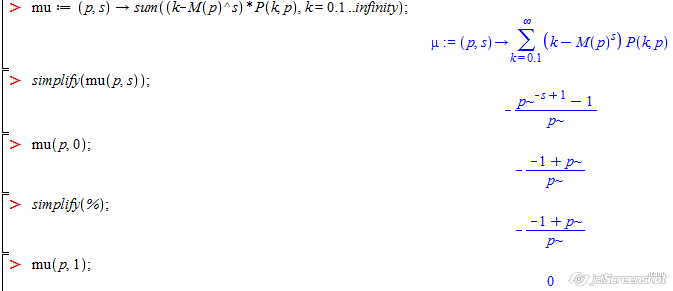 > mu := (p, s) → sum((k−M(p)^s)*P(k, p), k = 0.1 ..infinity);
μ := (p, s) → ∑_{k=0.1}^{∞} (k − M(p)^s) P(k, p)
> simplify(mu(p, s));
- (p~^(-s + 1) − 1) / p~
> mu(p, 0);
- (-1 + p~) / p~
> simplify(%);
- (-1 + p~) / p~
> mu(p, 1);
0
jetScreenshot